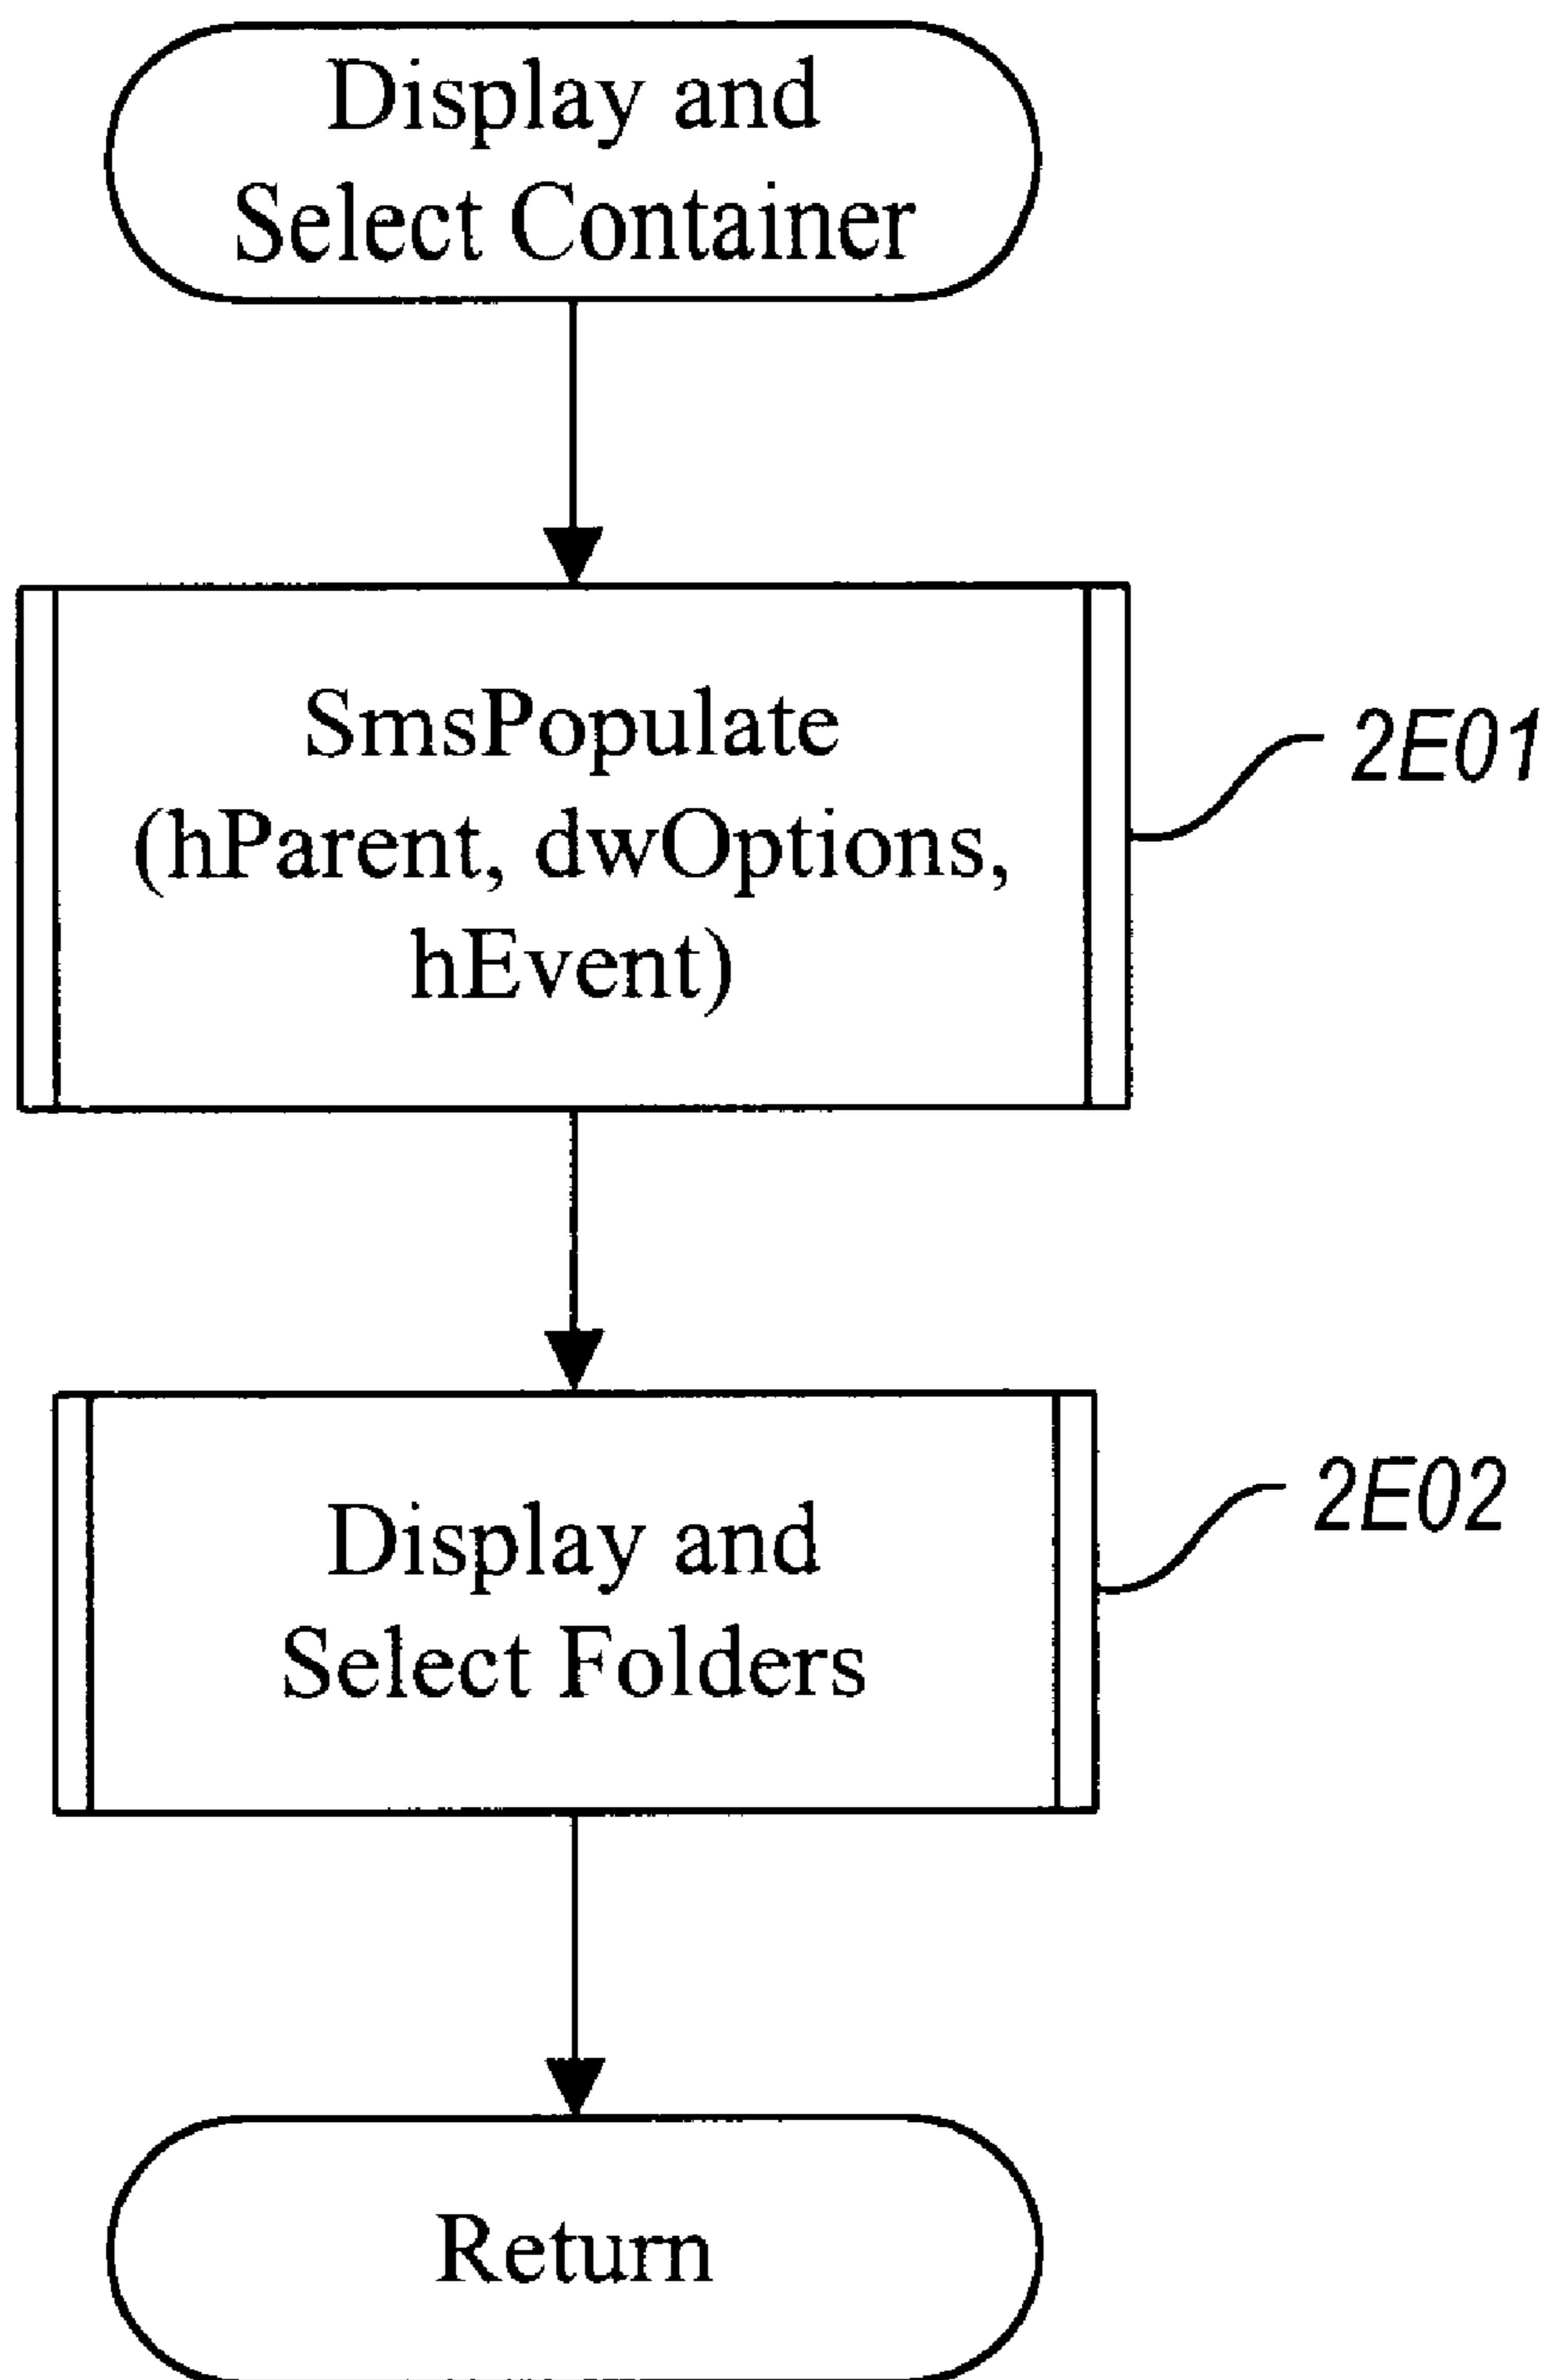 Display and
Select Container
SmsPopulate
(hParent, dwOptions,
hEvent)
2E01
Display and
Select Folders
2E02
Return